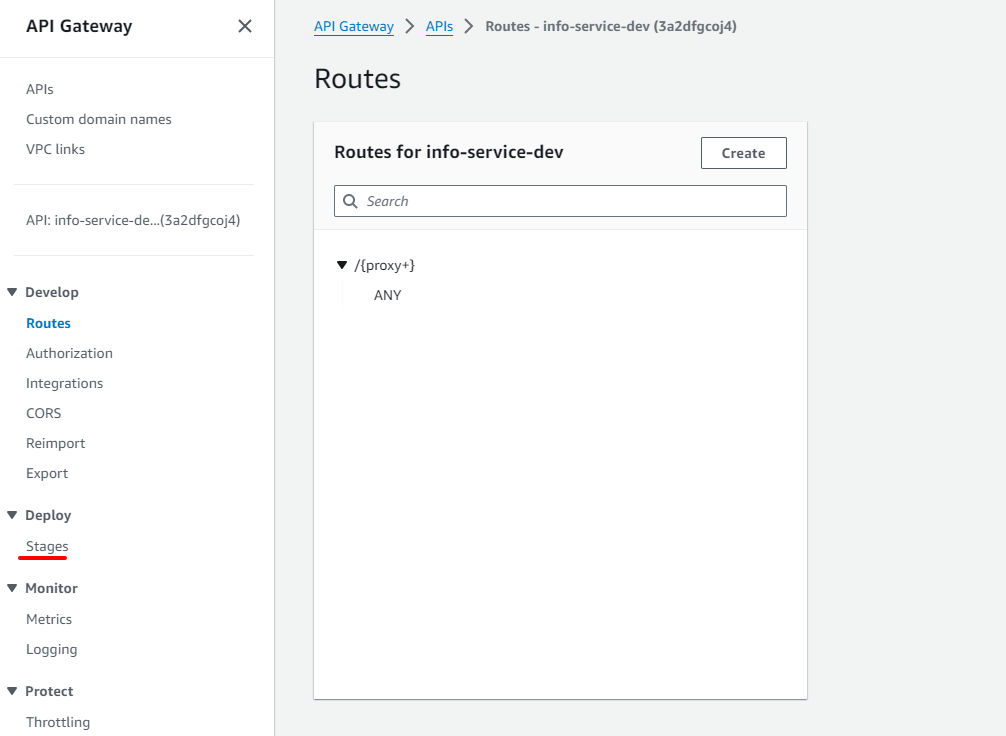 API Gateway
APIs
Custom domain names
VPC links
API: info-service-de...(3a2dfgcoj4)
Develop
Routes
Authorization
Integrations
CORS
Reimport
Export
Deploy
Stages
Monitor
Metrics
Logging
Protect
Throttling
API Gateway > APIs > Routes - info-service-dev (3a2dfgcoj4)
Routes
Routes for info-service-dev
Create
Search
/{proxy+}
ANY